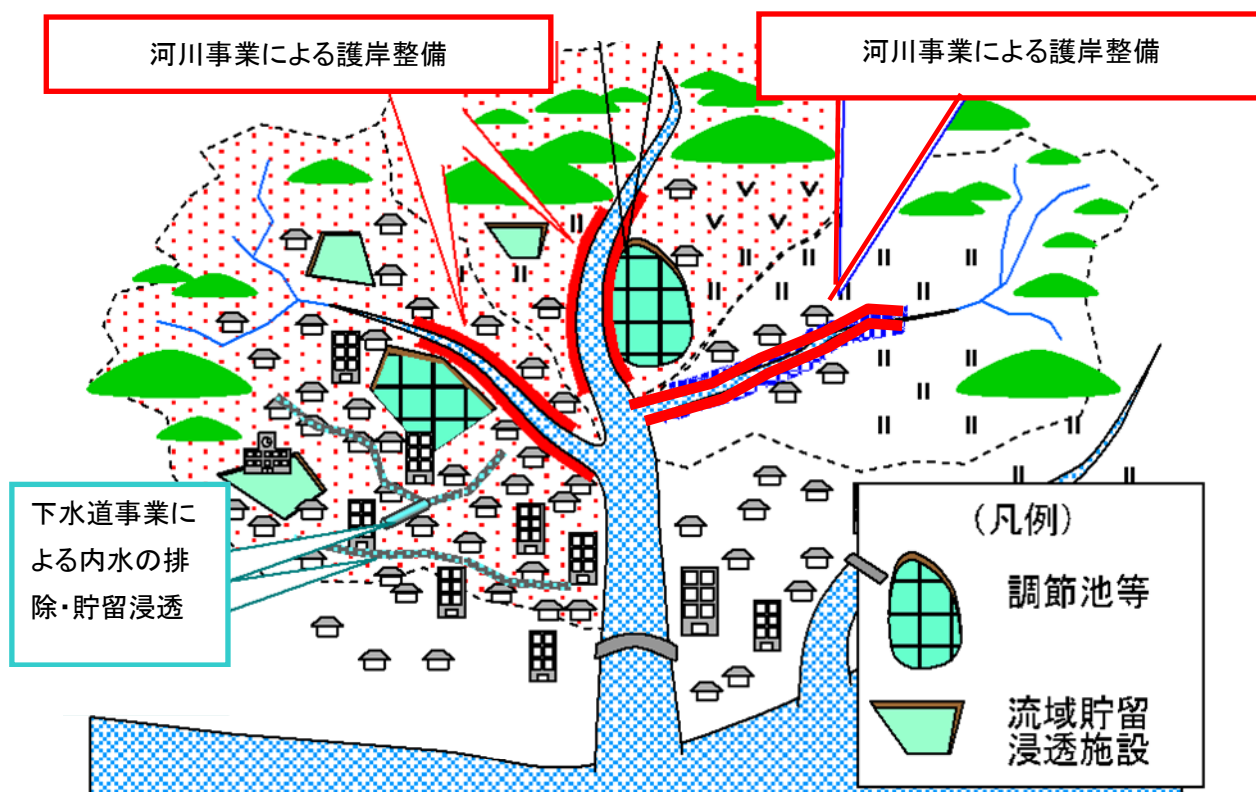 河川事業による護岸整備
河川事業による護岸整備
下水道事業に
よる内水の排
除・貯留浸透
(凡例)
調節池等
流域貯留
浸透施設